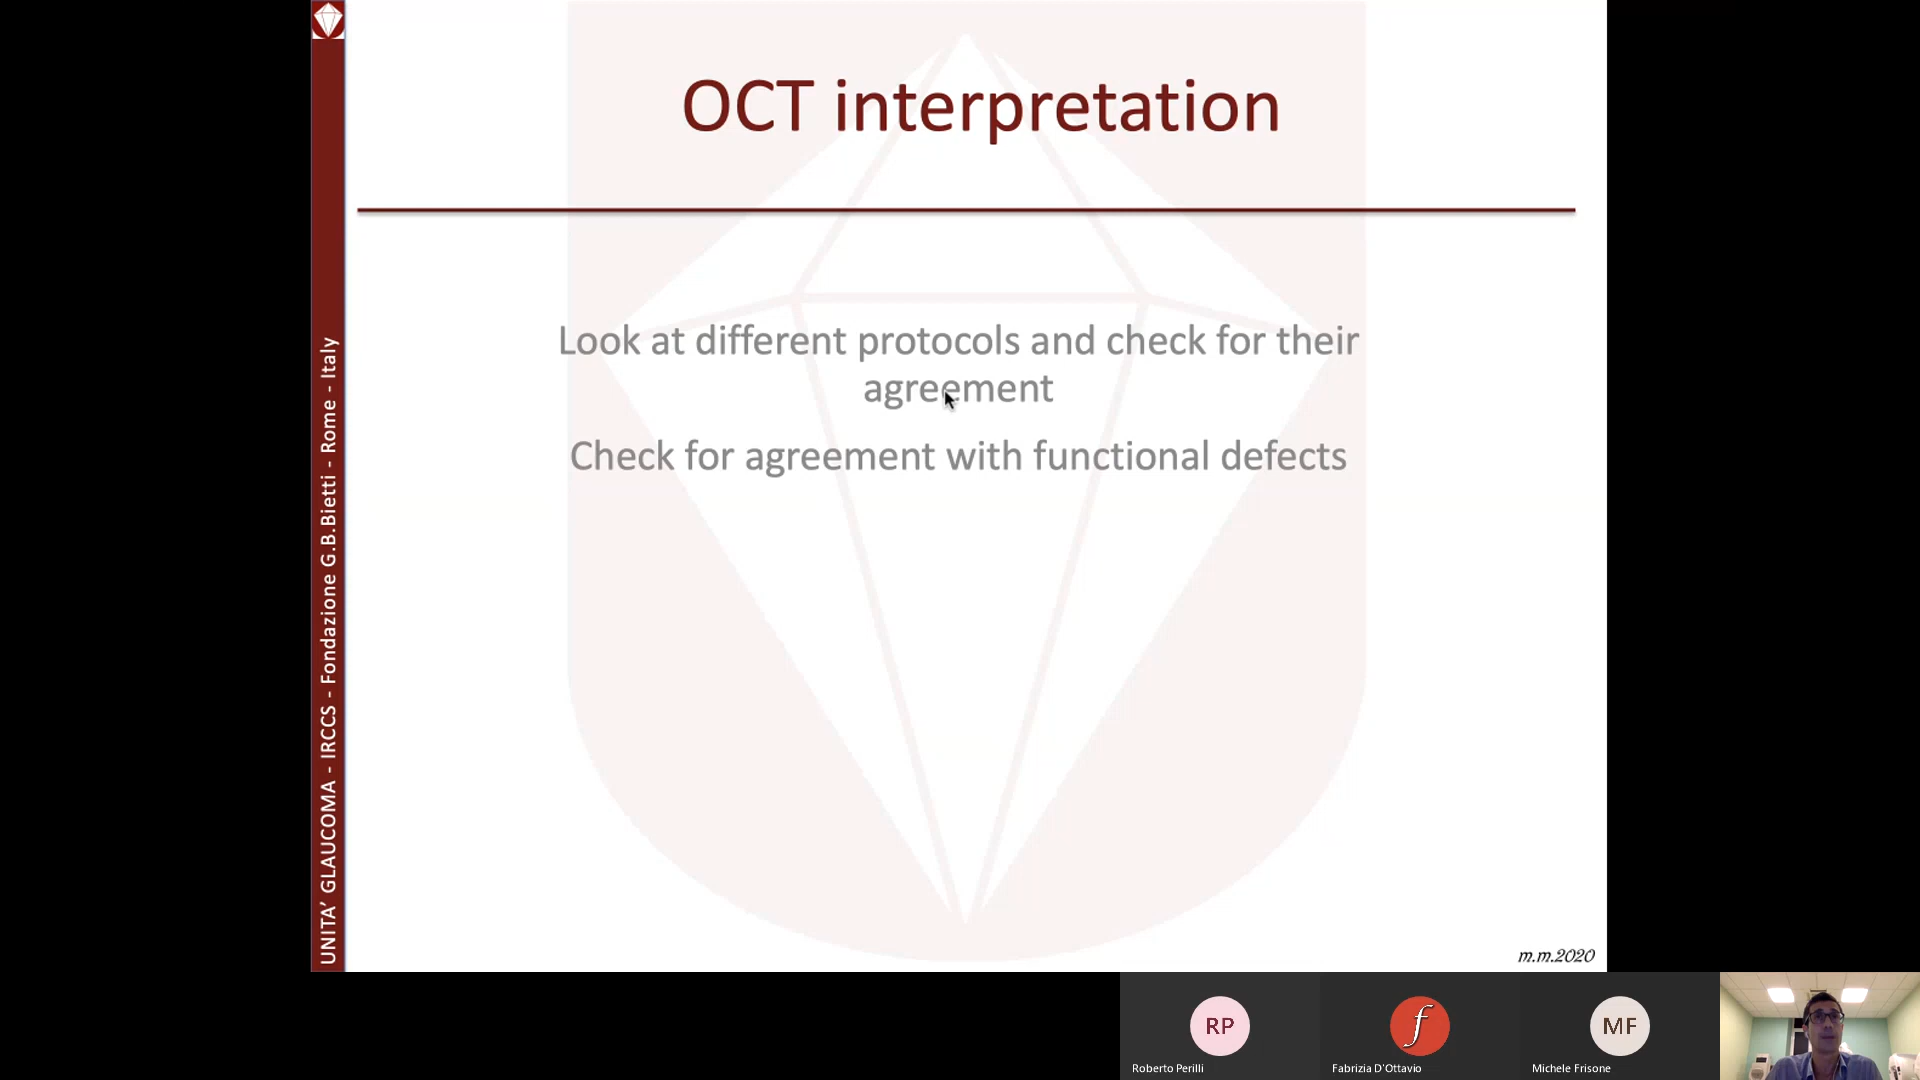 OCT interpretation
Look at different protocols and check for their
agreement
Check for agreement with functional defects
UNITA' GLAUCOMA - IRCCS - Fondazione G.B.Bietti - Rome - Italy
m.m.2020
RP
f
MF
Roberto Perilli
Fabrizia D'Ottavio
Michele Frisone